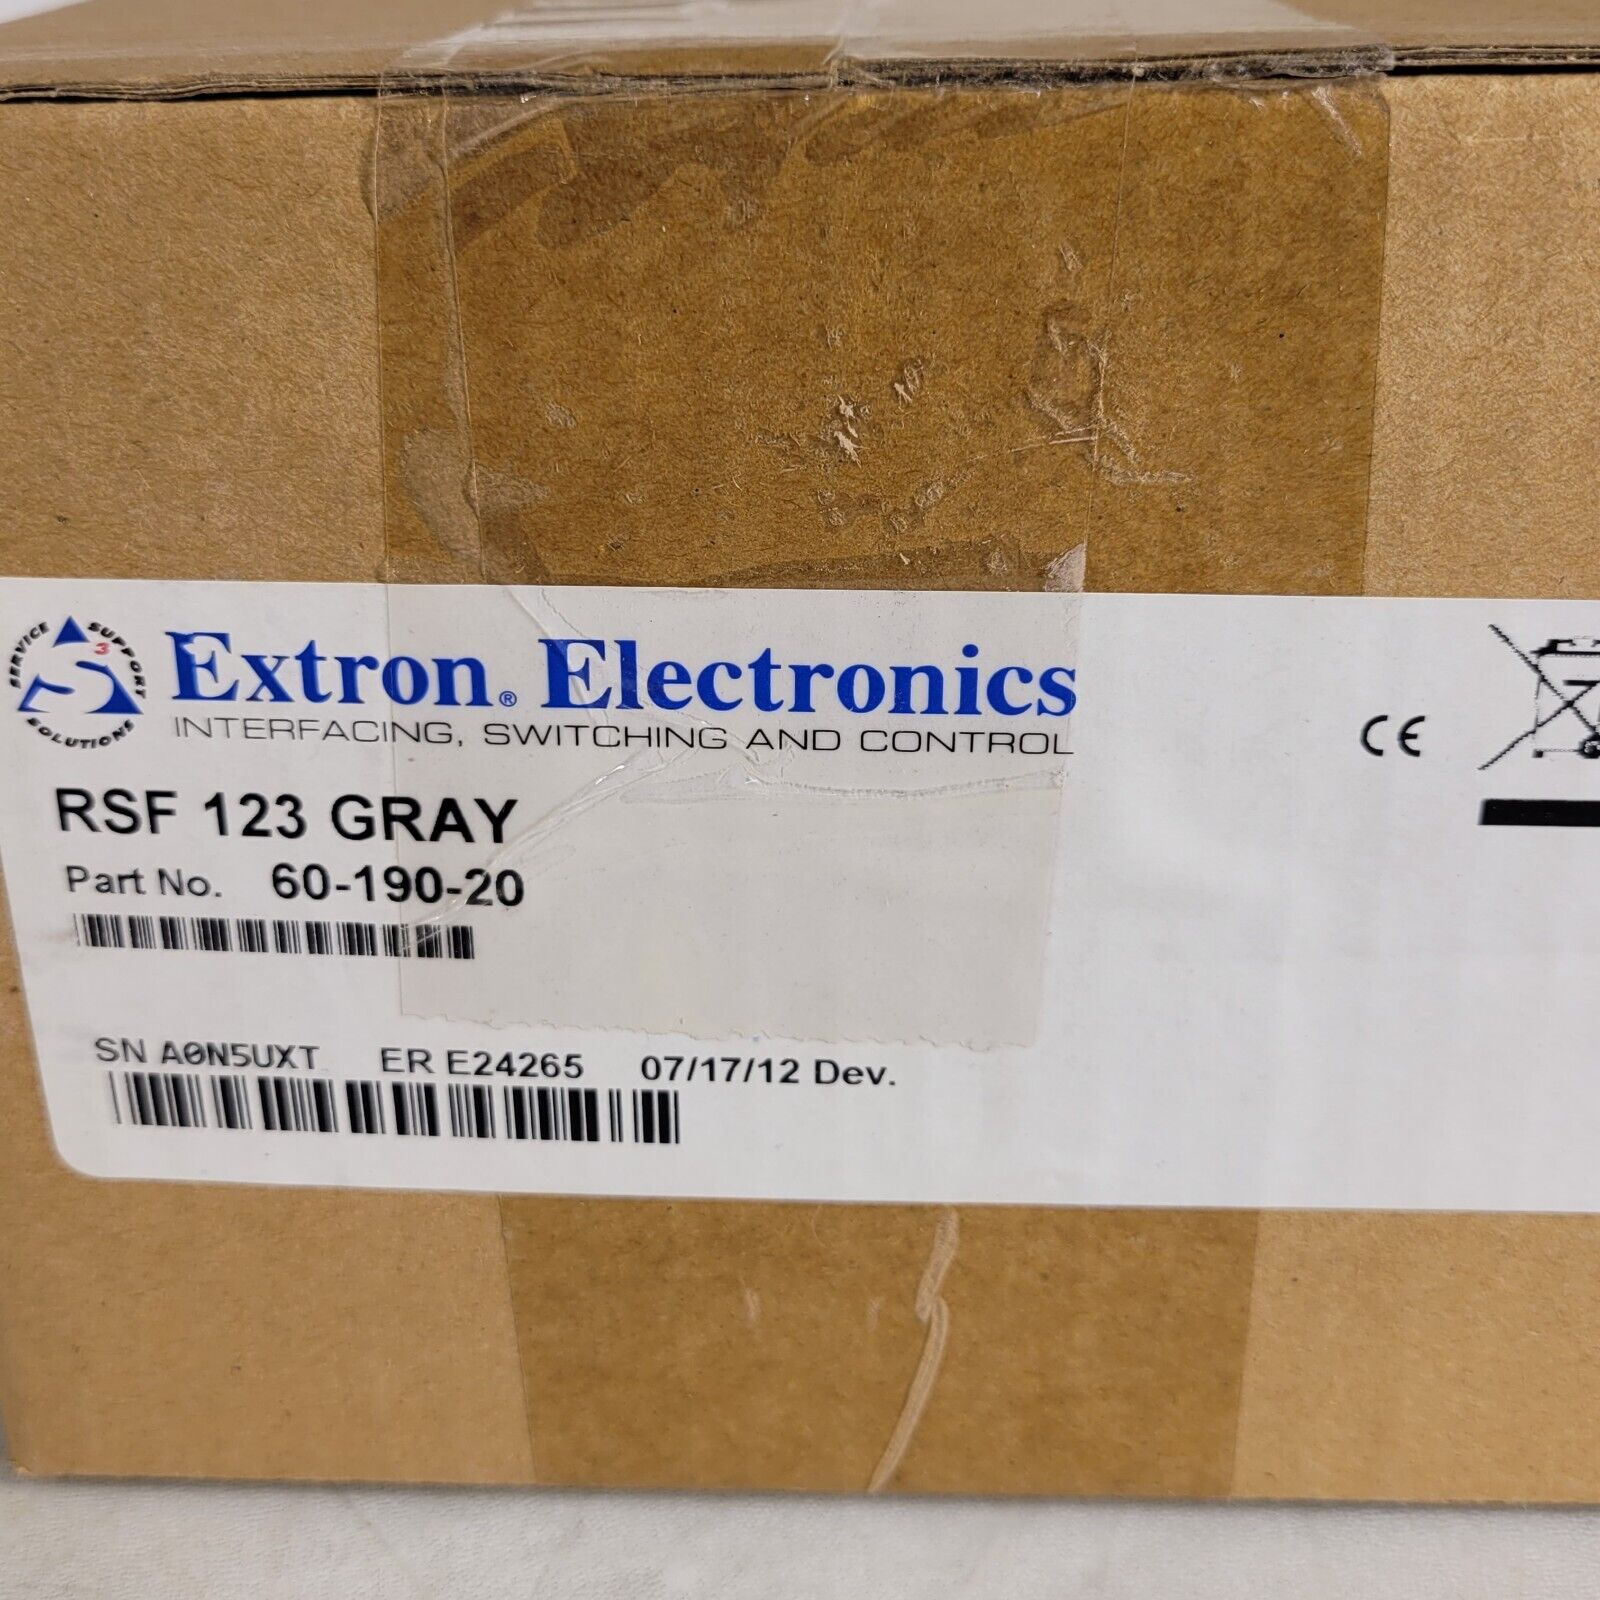 SERVICE SUPPORT SOLUTIONS
S3
Extron® Electronics
INTERFACING, SWITCHING AND CONTROL
CE
RSF 123 GRAY
Part No. 60-190-20
SN A0N5UXT ER E24265 07/17/12 Dev.